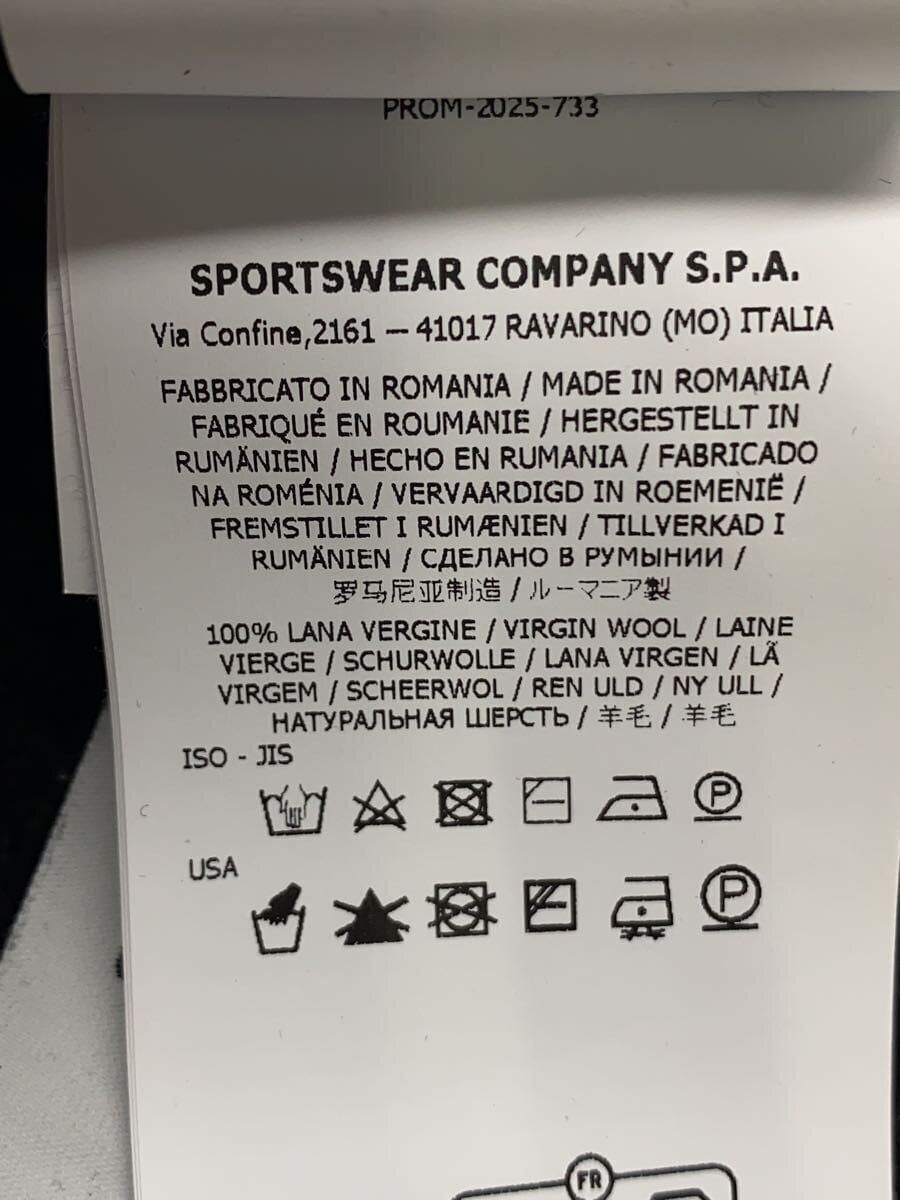 PROM-2025-733
SPORTSWEAR COMPANY S.P.A.
Via Confine,2161 – 41017 RAVARINO (MO) ITALIA
FABBRICATO IN ROMANIA / MADE IN ROMANIA /
FABRIQUÉ EN ROUMANIE / HERGESTELLT IN
RUMÄNIEN / HECHO EN RUMANIA / FABRICADO
NA ROMÉNIA / VERVAARDIGD IN ROEMENIË /
FREMSTILLET I RUMÆNIEN / TILLVERKAD I
RUMÄNIEN / СДЕЛАНО В РУМЫНИИ /
罗马尼亚制造 / ルーマニア製
100% LANA VERGINE / VIRGIN WOOL / LAINE
VIERGE / SCHURWOLLE / LANA VIRGEN / LÃ
VIRGEM / SCHEERWOL / REN ULD / NY ULL /
НАТУРАЛЬНАЯ ШЕРСТЬ / 羊毛 / 羊毛
ISO - JIS
P
USA
P
FR